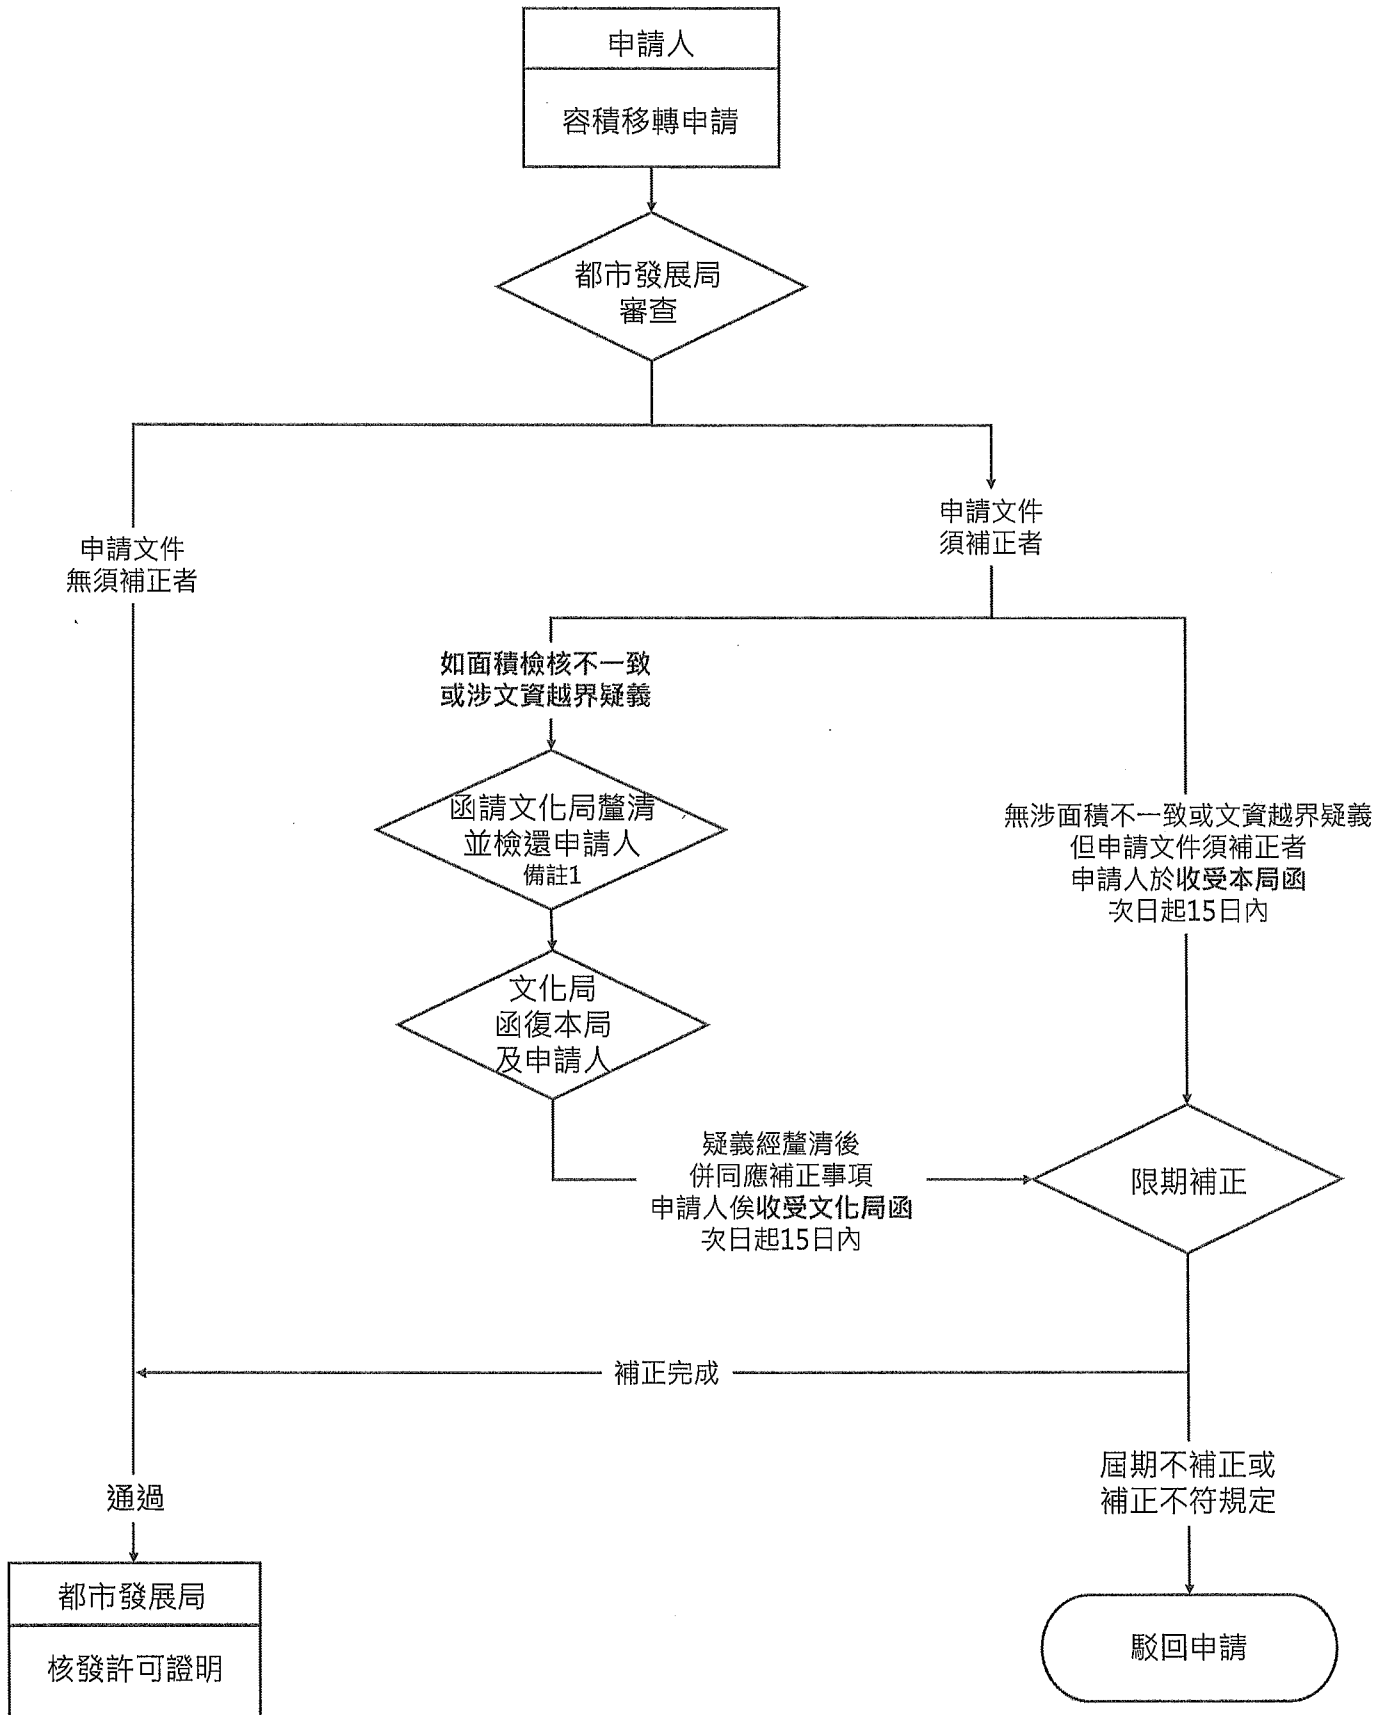 申請人
容積移轉申請
都市發展局
審查
申請文件
無須補正者
申請文件
須補正者
如面積檢核不一致
或涉文資越界疑義
函請文化局釐清
並檢還申請人
備註1
無涉面積不一致或文資越界疑義
但申請文件須補正者
申請人於收受本局函
次日起15日內
文化局
函復本局
及申請人
疑義經釐清後
併同應補正事項
申請人俟收受文化局函
次日起15日內
限期補正
補正完成
通過
屆期不補正或
補正不符規定
都市發展局
核發許可證明
駁回申請